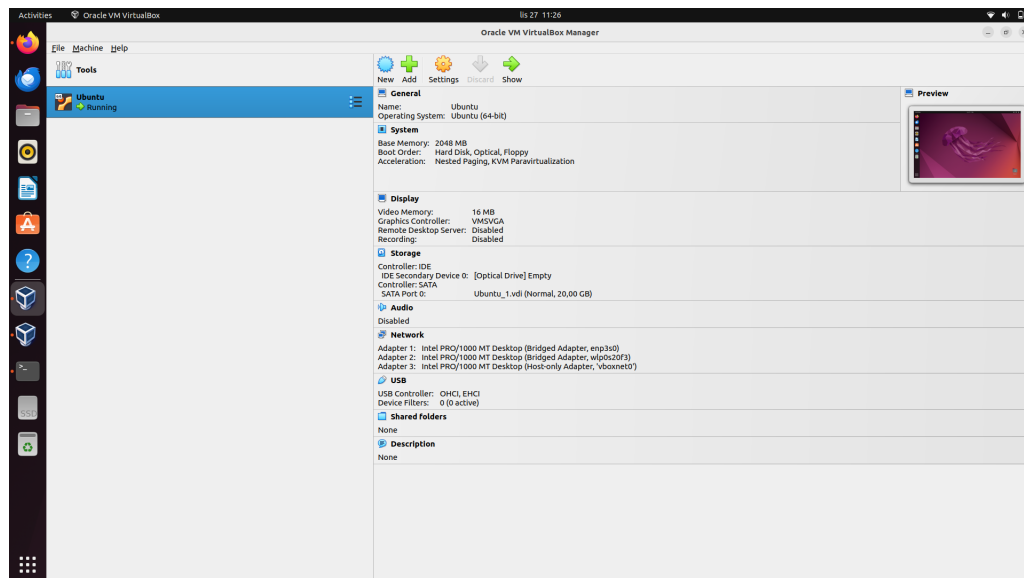 Activities Oracle VM VirtualBox lis 27 11:26
Oracle VM VirtualBox Manager
File Machine Help
Tools
New Add Settings Discard Show
Ubuntu
Running
General
Name: Ubuntu
Operating System: Ubuntu (64-bit)
System
Base Memory: 2048 MB
Boot Order: Hard Disk, Optical, Floppy
Acceleration: Nested Paging, KVM Paravirtualization
Preview
Display
Video Memory: 16 MB
Graphics Controller: VMSVGA
Remote Desktop Server: Disabled
Recording: Disabled
Storage
Controller: IDE
IDE Secondary Device 0: [Optical Drive] Empty
Controller: SATA
SATA Port 0: Ubuntu_1.vdi (Normal, 20,00 GB)
Audio
Disabled
Network
Adapter 1: Intel PRO/1000 MT Desktop (Bridged Adapter, enp3s0)
Adapter 2: Intel PRO/1000 MT Desktop (Bridged Adapter, wlp0s20f3)
Adapter 3: Intel PRO/1000 MT Desktop (Host-only Adapter, 'vboxnet0')
USB
USB Controller: OHCI, EHCI
Device Filters: 0 (0 active)
Shared folders
None
Description
None
SSD